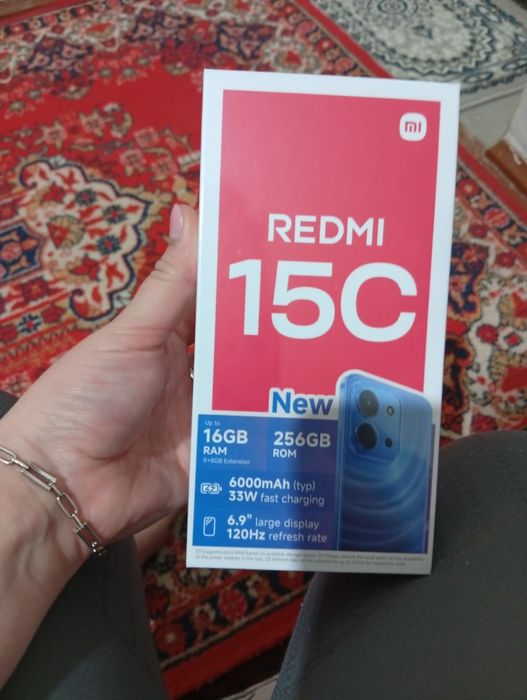 mi
REDMI
15C
New
Up to
16GB
RAM
8+8GB Extension
256GB
ROM
6000mAh (typ)
33W fast charging
6.9" large display
120Hz refresh rate